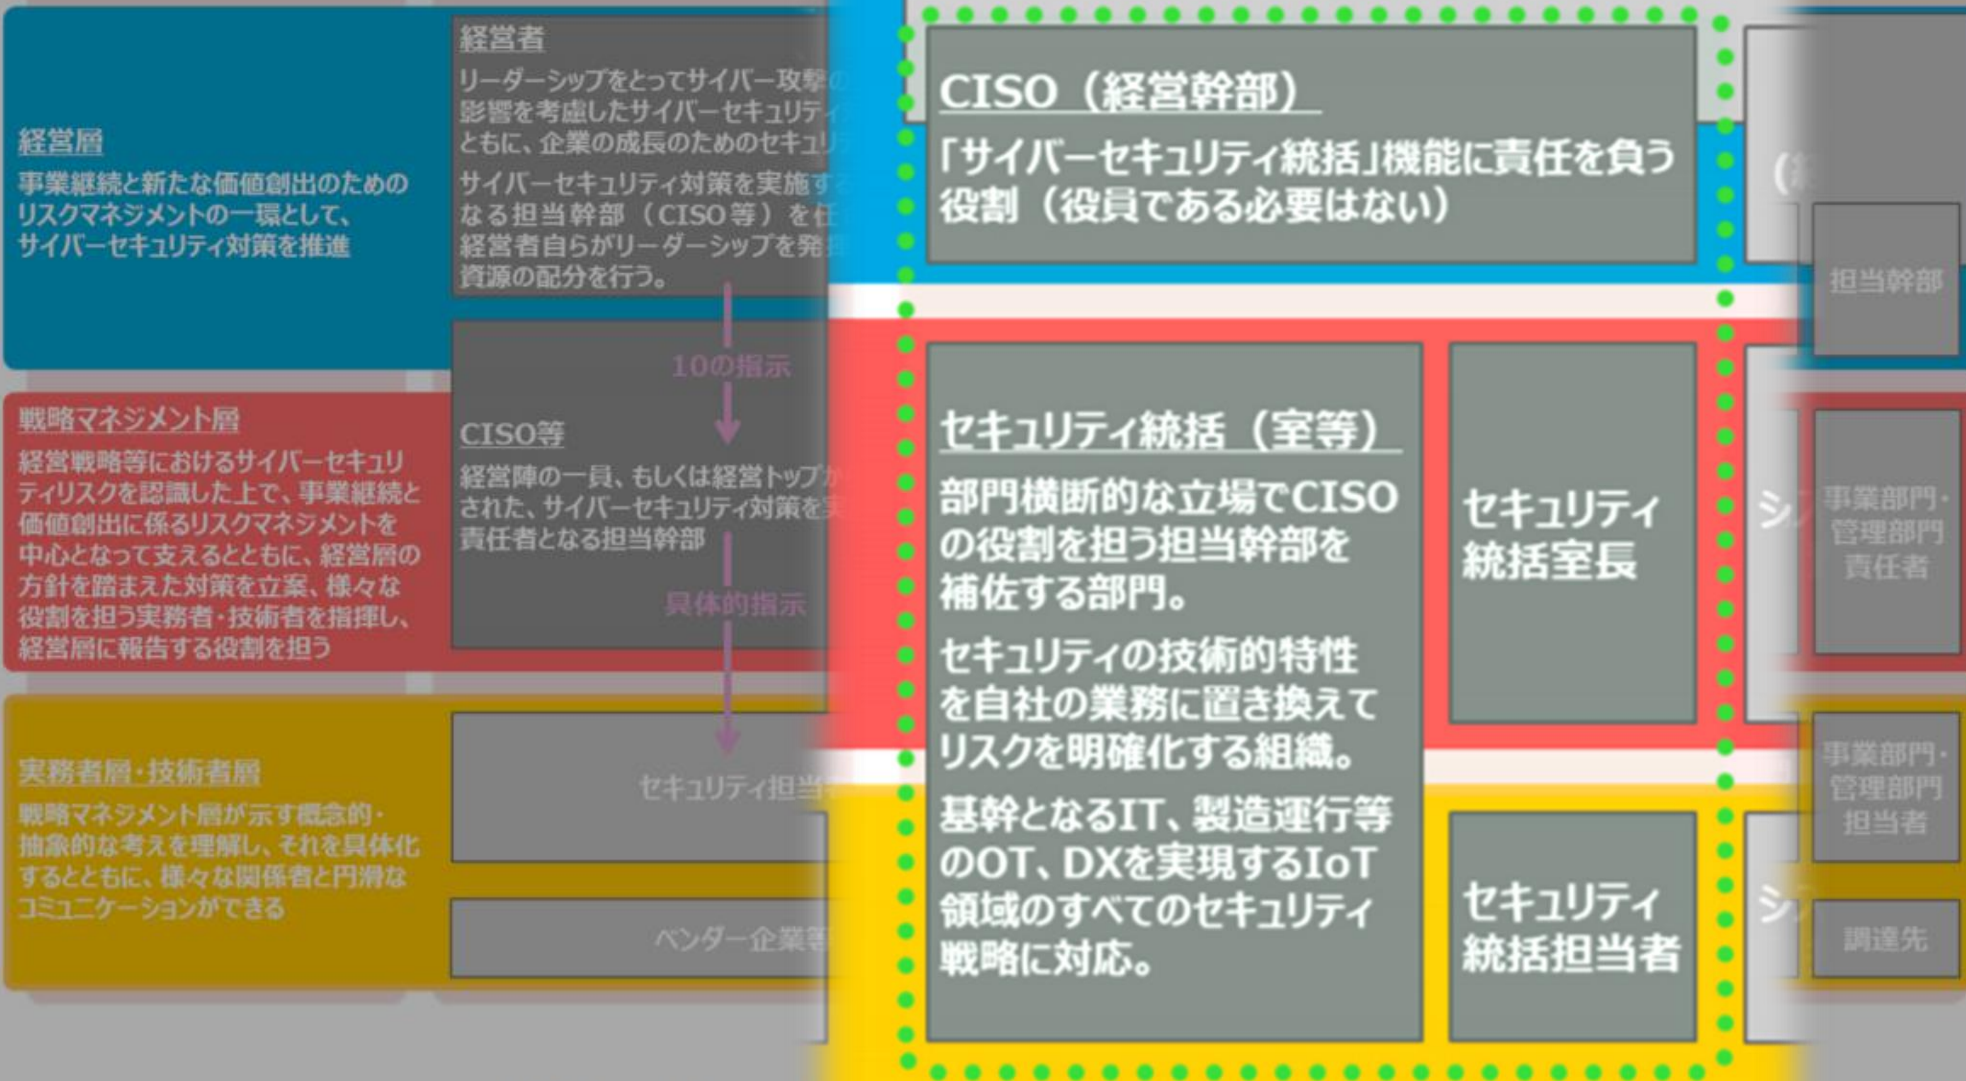 経営層
事業継続と新たな価値創出のための
リスクマネジメントの一環として、
サイバーセキュリティ対策を推進
戦略マネジメント層
経営戦略等におけるサイバーセキュリ
ティリスクを認識した上で、事業継続と
価値創出に係るリスクマネジメントを
中心となって支えるとともに、経営層の
方針を踏まえた対策を立案、様々な
役割を担う実務者・技術者を指揮し、
経営層に報告する役割を担う
実務者層・技術者層
戦略マネジメント層が示す概念的・
抽象的な考えを理解し、それを具体化
するとともに、様々な関係者と円滑な
コミュニケーションができる
経営者
リーダーシップをとってサイバー攻撃の
影響を考慮したサイバーセキュリティ
ともに、企業の成長のためのセキュリ
サイバーセキュリティ対策を実施する
なる担当幹部（CISO等）を任
経営者自らがリーダーシップを発揮
資源の配分を行う。
10の指示
CISO等
経営陣の一員、もしくは経営トップか
された、サイバーセキュリティ対策を実
責任者となる担当幹部
具体的指示
セキュリティ担当
ベンダー企業等
CISO（経営幹部）
「サイバーセキュリティ統括」機能に責任を負う
役割（役員である必要はない）
セキュリティ統括（室等）
部門横断的な立場でCISO
の役割を担う担当幹部を
補佐する部門。
セキュリティの技術的特性
を自社の業務に置き換えて
リスクを明確化する組織。
基幹となるIT、製造運行等
のOT、DXを実現するIoT
領域のすべてのセキュリティ
戦略に対応。
セキュリティ
統括室長
セキュリティ
統括担当者
担当幹部
事業部門・
管理部門
責任者
事業部門・
管理部門
担当者
調達先